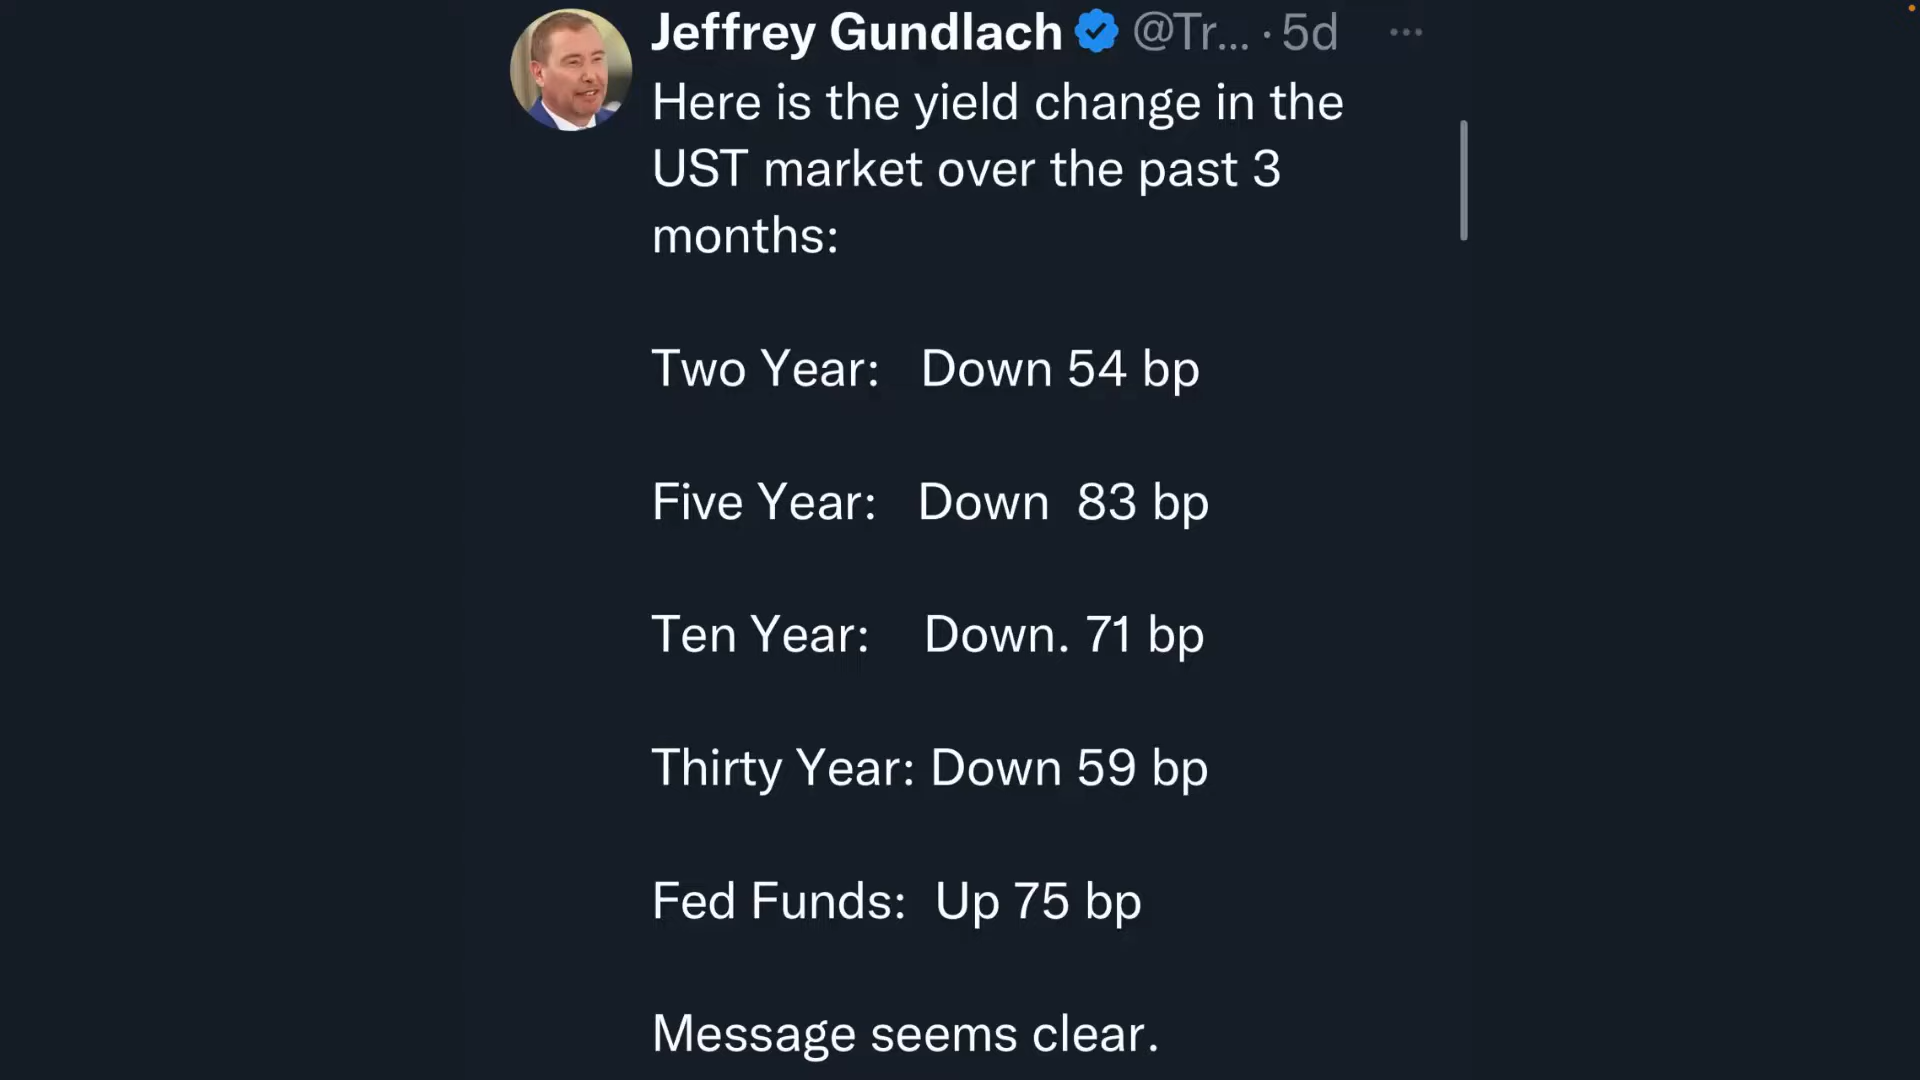 Jeffrey Gundlach @Tr... · 5d ...
Here is the yield change in the
UST market over the past 3
months:
Two Year: Down 54 bp
Five Year: Down 83 bp
Ten Year: Down. 71 bp
Thirty Year: Down 59 bp
Fed Funds: Up 75 bp
Message seems clear.